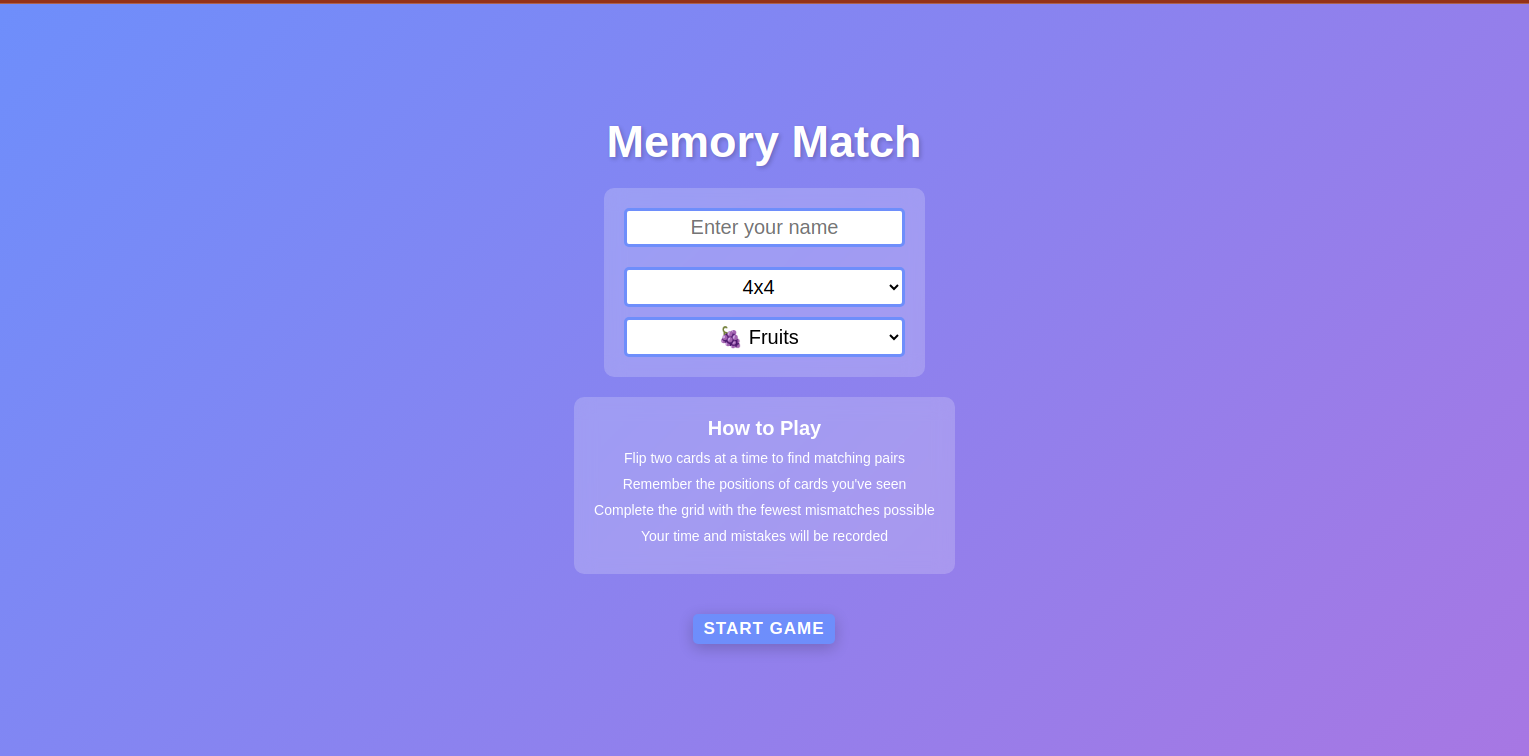 Memory Match
Enter your name
4x4
🍇 Fruits
How to Play
Flip two cards at a time to find matching pairs
Remember the positions of cards you've seen
Complete the grid with the fewest mismatches possible
Your time and mistakes will be recorded
START GAME